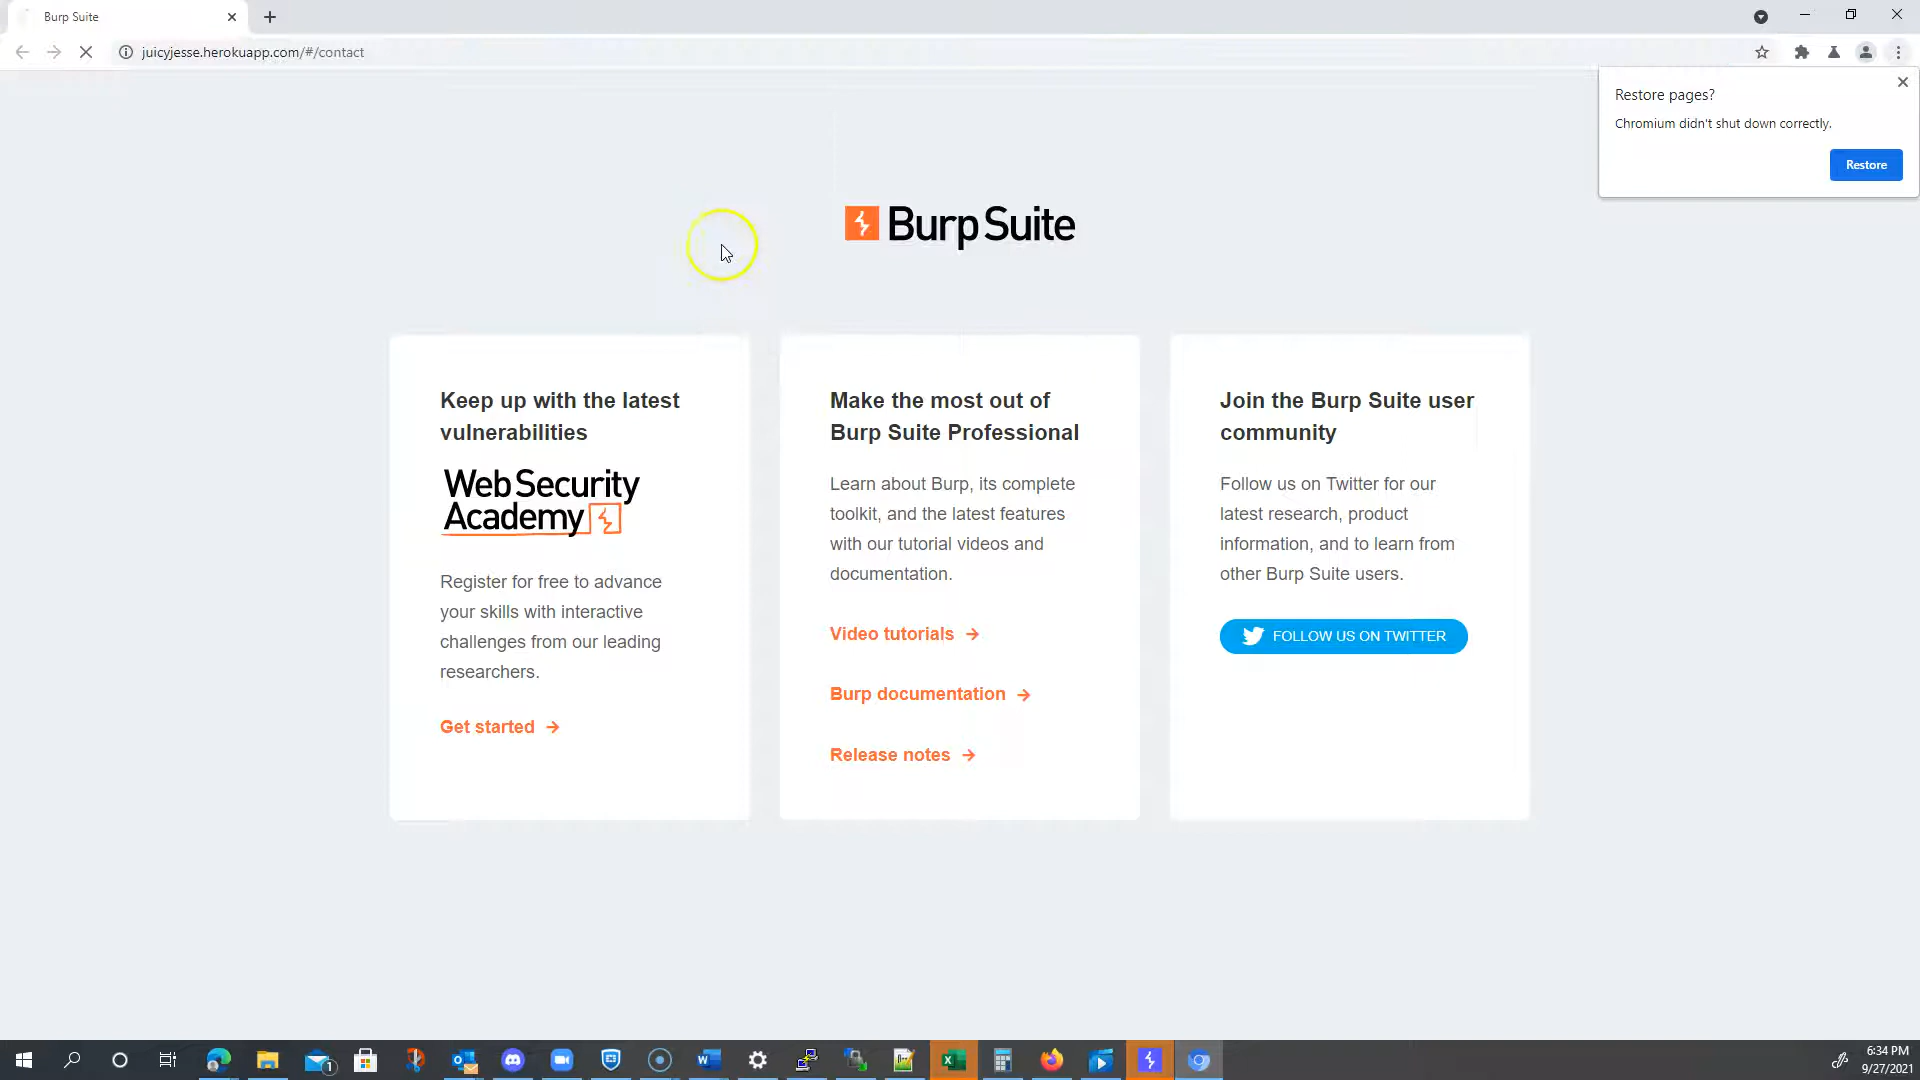 Burp Suite
juicyjesse.herokuapp.com/#/contact
Restore pages?
Chromium didn't shut down correctly.
Restore
Burp Suite
Keep up with the latest
vulnerabilities
Web Security
Academy
Register for free to advance
your skills with interactive
challenges from our leading
researchers.
Get started →
Make the most out of
Burp Suite Professional
Learn about Burp, its complete
toolkit, and the latest features
with our tutorial videos and
documentation.
Video tutorials →
Burp documentation →
Release notes →
Join the Burp Suite user
community
Follow us on Twitter for our
latest research, product
information, and to learn from
other Burp Suite users.
FOLLOW US ON TWITTER
1
6:34 PM
9/27/2021